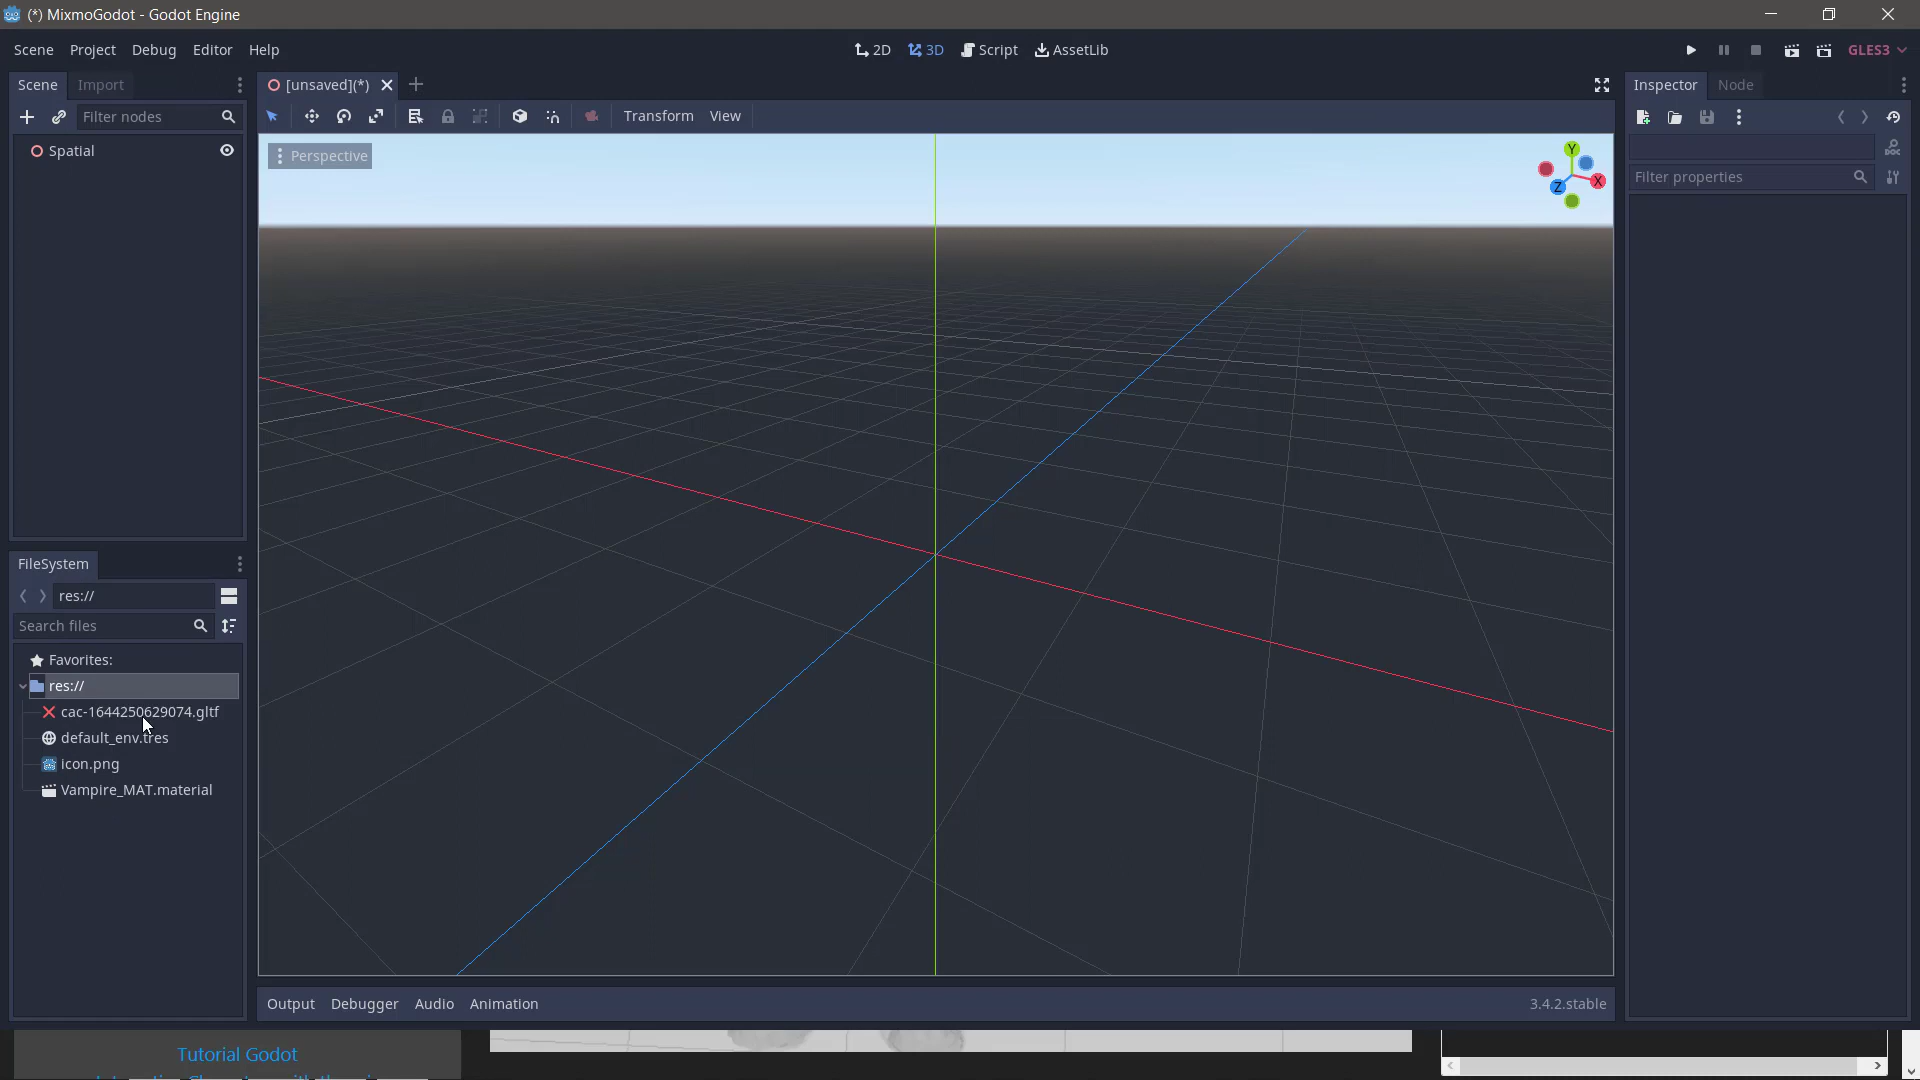 (*) MixmoGodot - Godot Engine
Scene Project Debug Editor Help
2D 3D Script AssetLib
GLES3
Scene Import
[unsaved](*)
Inspector Node
Filter nodes
Transform View
Spatial
Perspective
Y
X
Z
DOC
Filter properties
FileSystem
res://
Search files
Favorites:
res://
cac-1644250629074.gltf
default_env.tres
icon.png
Vampire_MAT.material
Output Debugger Audio Animation
3.4.2.stable
Tutorial Godot